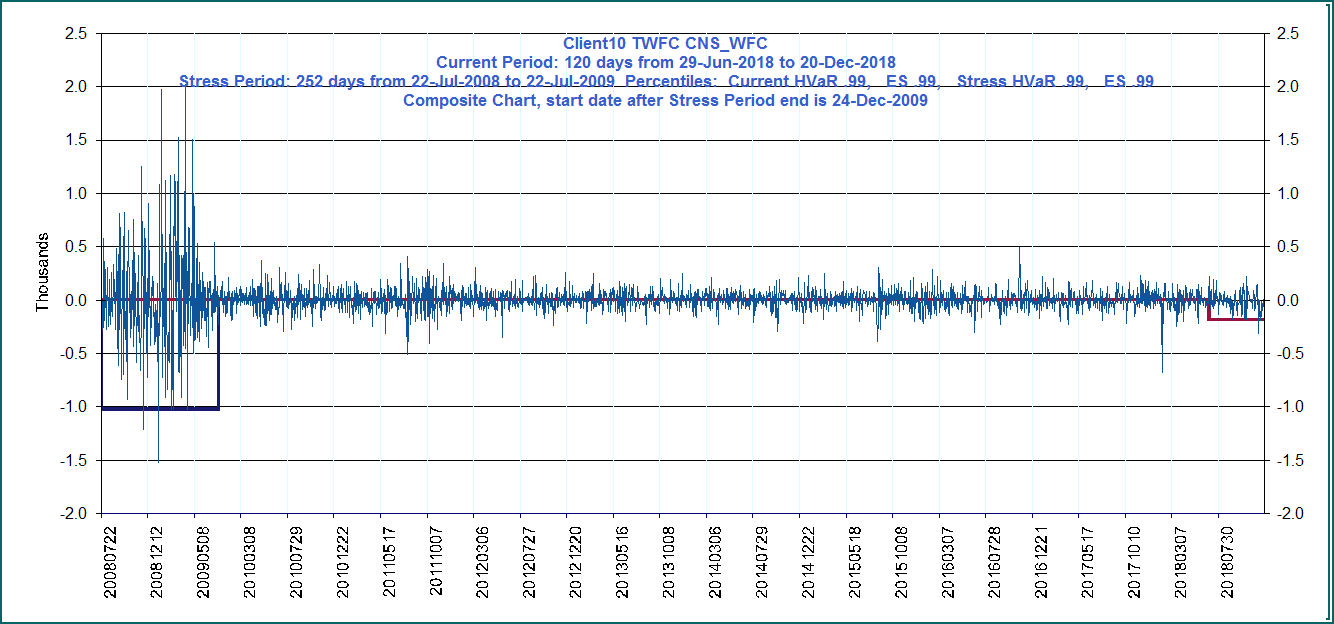 Client10 TWFC CNS_WFC
Current Period: 120 days from 29-Jun-2018 to 20-Dec-2018
Stress Period: 252 days from 22-Jul-2008 to 22-Jul-2009 Percentiles: Current HVaR .99, ES .99, Stress HVaR .99, ES .99
Composite Chart, start date after Stress Period end is 24-Dec-2009
2.5 2.5
2.0 2.0
1.5 1.5
1.0 1.0
0.5 0.5
0.0 0.0
-0.5 -0.5
-1.0 -1.0
-1.5 -1.5
-2.0 -2.0
Thousands
20080722 20081212 20090508 20100308 20100729 20101222 20110517 20111007 20120306 20120727 20121220 20130516 20131008 20140306 20140729 20141222 20150518 20151008 20160307 20160728 20161221 20170517 20171010 20180307 20180730